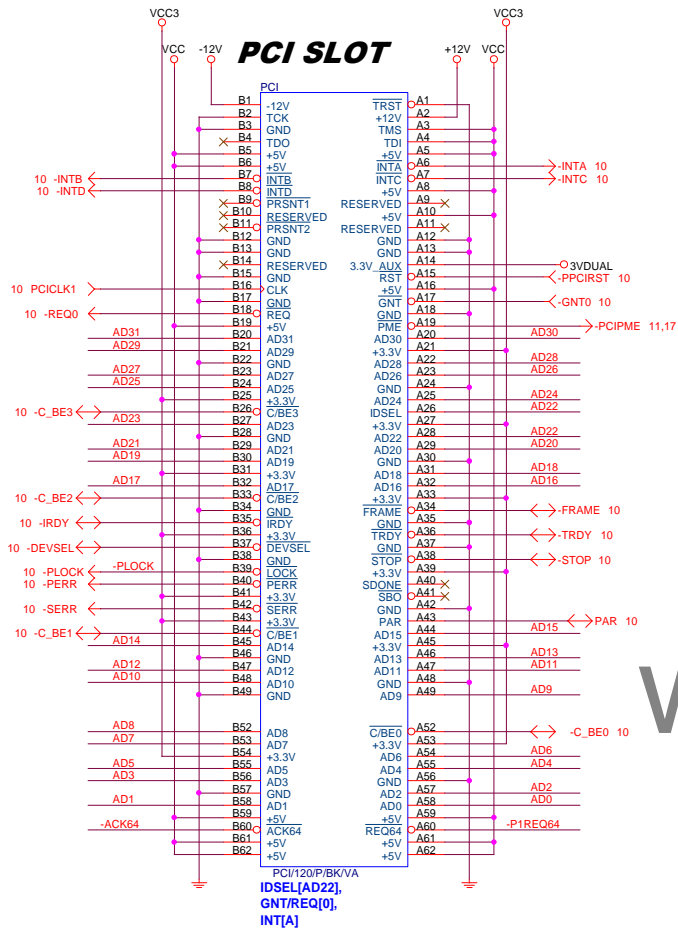 VCC3
VCC3
VCC
-12V
PCI SLOT
+12V
VCC
PCI
B1 -12V TRST A1
B2 TCK +12V A2
B3 GND TMS A3
B4 TDO TDI A4
B5 +5V +5V A5
B6 +5V INTA A6 -INTA 10
10 -INTB B7 INTB INTC A7 -INTC 10
10 -INTD B8 INTD +5V A8
B9 PRSNT1 RESERVED A9
B10 RESERVED +5V A10
B11 PRSNT2 RESERVED A11
B12 GND GND A12
B13 GND GND A13
B14 RESERVED 3.3V_AUX A14 3VDUAL
B15 GND RST A15 -PPCIRST 10
10 PCICLK1 B16 CLK +5V A16
B17 GND GNT A17 -GNT0 10
10 -REQ0 B18 REQ GND A18
B19 +5V PME A19 -PCIPME 11,17
AD31 B20 AD31 AD30 A20 AD30
AD29 B21 AD29 +3.3V A21
B22 GND AD28 A22 AD28
AD27 B23 AD27 AD26 A23 AD26
AD25 B24 AD25 GND A24
B25 +3.3V AD24 A25 AD24
10 -C_BE3 B26 C/BE3 IDSEL A26 AD22
AD23 B27 AD23 +3.3V A27
B28 GND AD22 A28 AD22
AD21 B29 AD21 AD20 A29 AD20
AD19 B30 AD19 GND A30
B31 +3.3V AD18 A31 AD18
AD17 B32 AD17 AD16 A32 AD16
10 -C_BE2 B33 C/BE2 +3.3V A33
B34 GND FRAME A34 -FRAME 10
10 -IRDY B35 IRDY GND A35
B36 +3.3V TRDY A36 -TRDY 10
10 -DEVSEL B37 DEVSEL GND A37
B38 GND STOP A38 -STOP 10
10 -PLOCK -PLOCK B39 LOCK +3.3V A39
10 -PERR B40 PERR SDONE A40
B41 +3.3V SBO A41
10 -SERR B42 SERR GND A42
B43 +3.3V PAR A43 PAR 10
10 -C_BE1 B44 C/BE1 AD15 A44 AD15
AD14 B45 AD14 +3.3V A45
B46 GND AD13 A46 AD13
AD12 B47 AD12 AD11 A47 AD11
AD10 B48 AD10 GND A48
B49 GND AD9 A49 AD9
AD8 B52 AD8 C/BE0 A52 -C_BE0 10
AD7 B53 AD7 +3.3V A53
B54 +3.3V AD6 A54 AD6
AD5 B55 AD5 AD4 A55 AD4
AD3 B56 AD3 GND A56
B57 GND AD2 A57 AD2
AD1 B58 AD1 AD0 A58 AD0
B59 +5V +5V A59
-ACK64 B60 ACK64 REQ64 A60 -P1REQ64
B61 +5V +5V A61
B62 +5V +5V A62
PCI/120/P/BK/VA
IDSEL[AD22],
GNT/REQ[0],
INT[A]